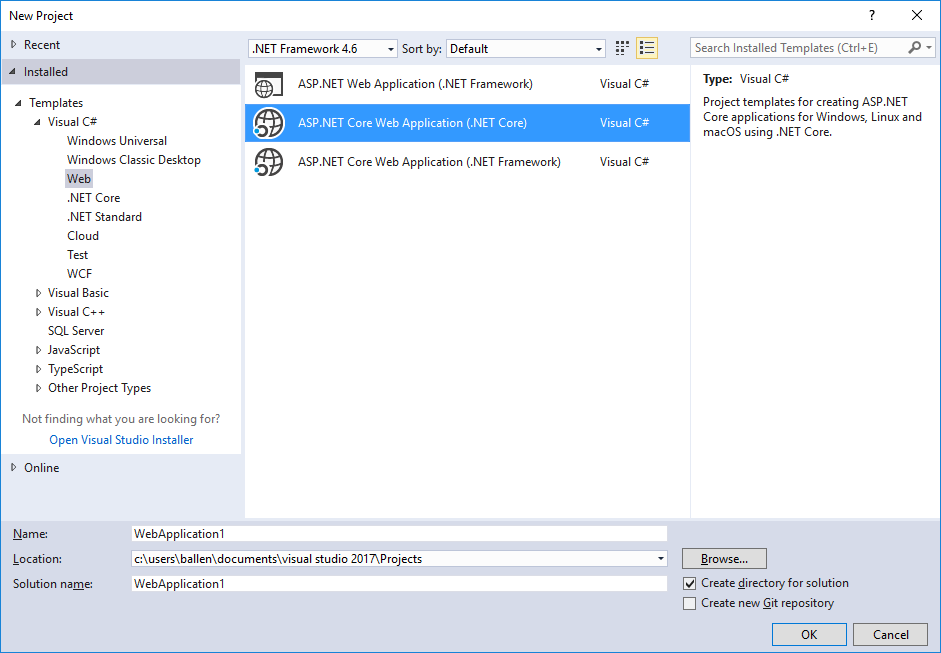 New Project
?
Recent
Installed
Templates
Visual C#
Windows Universal
Windows Classic Desktop
Web
.NET Core
.NET Standard
Cloud
Test
WCF
Visual Basic
Visual C++
SQL Server
JavaScript
TypeScript
Other Project Types
Not finding what you are looking for?
Open Visual Studio Installer
Online
.NET Framework 4.6 Sort by: Default
ASP.NET Web Application (.NET Framework) Visual C#
ASP.NET Core Web Application (.NET Core) Visual C#
ASP.NET Core Web Application (.NET Framework) Visual C#
Search Installed Templates (Ctrl+E)
Type: Visual C#
Project templates for creating ASP.NET
Core applications for Windows, Linux and
macOS using .NET Core.
Name: WebApplication1
Location: c:\users\ballen\documents\visual studio 2017\Projects Browse...
Solution name: WebApplication1 Create directory for solution
Create new Git repository
OK Cancel